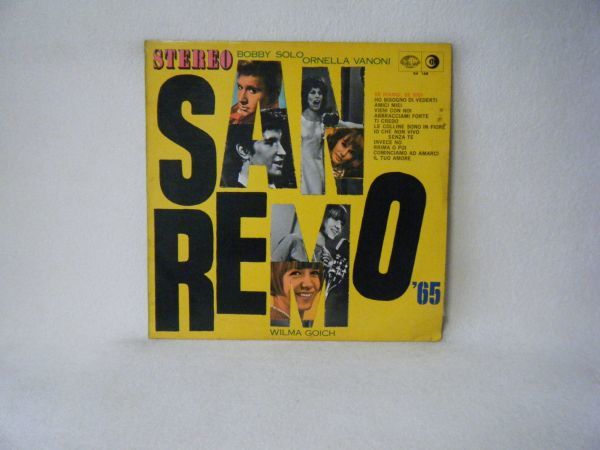 STEREO
BOBBY SOLO
ORNELLA VANONI
SAN
REMO
'65
SE PIANGI, SE RIDI
HO BISOGNO DI VEDERTI
AMICI MIEI
VIENI CON NOI
ABBRACCIAMI FORTE
TI CREDO
LE COLLINE SONO IN FIORE
IO CHE NON VIVO
SENZA TE
INVECE NO
PRIMA O POI
COMINCIAMO AD AMARCI
IL TUO AMORE
WILMA GOICH